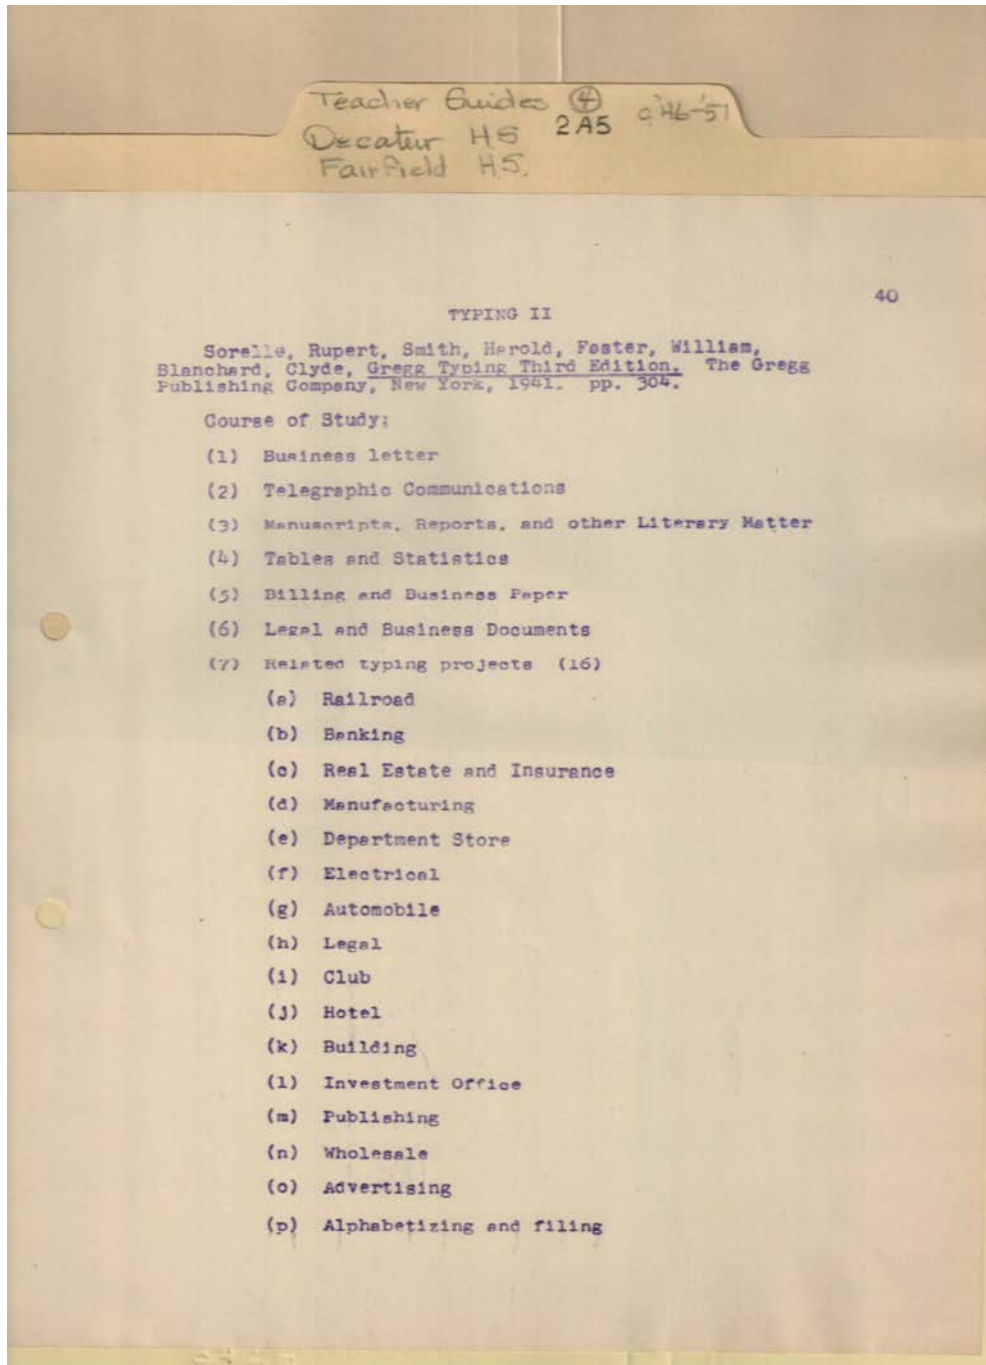 Teacher Guides ④ c'46-'51
Decatur HS 2A5
Fairfield H.S.
40
TYPING II
Sorelle, Rupert, Smith, Harold, Foster, William,
Blanchard, Clyde, Gregg Typing Third Edition. The Gregg
Publishing Company, New York, 1941. pp. 304.
Course of Study:
(1) Business letter
(2) Telegraphic Communications
(3) Manuscripts, Reports, and other Literary Matter
(4) Tables and Statistics
(5) Billing and Business Paper
(6) Legal and Business Documents
(7) Related typing projects (16)
(a) Railroad
(b) Banking
(c) Real Estate and Insurance
(d) Manufacturing
(e) Department Store
(f) Electrical
(g) Automobile
(h) Legal
(i) Club
(j) Hotel
(k) Building
(l) Investment Office
(m) Publishing
(n) Wholesale
(o) Advertising
(p) Alphabetizing and filing